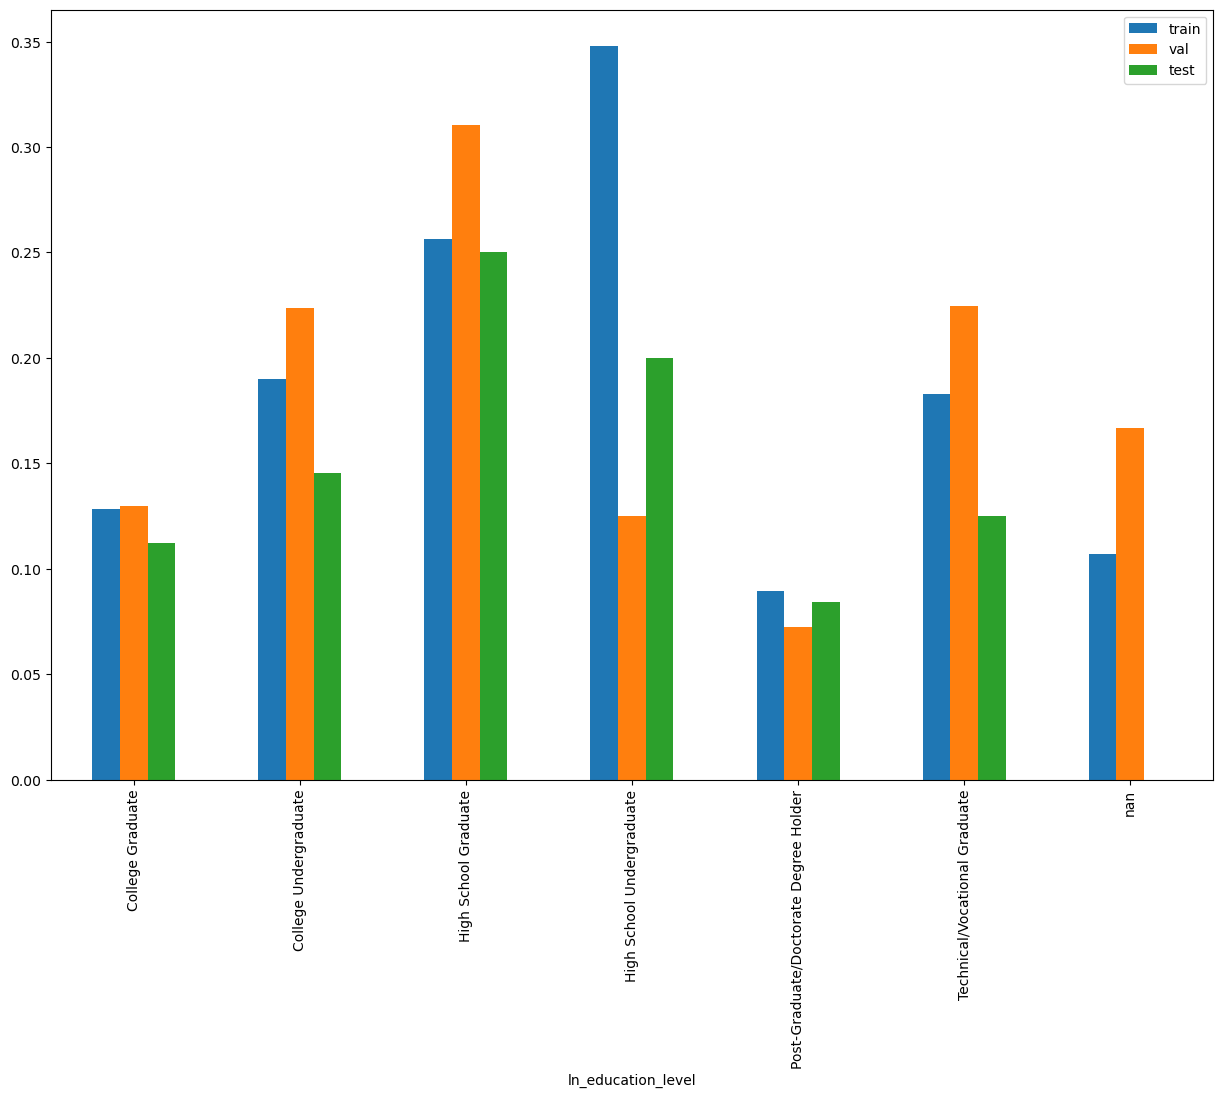 train
val
test
0.35
0.30
0.25
0.20
0.15
0.10
0.05
0.00
College Graduate
College Undergraduate
High School Graduate
High School Undergraduate
Post-Graduate/Doctorate Degree Holder
Technical/Vocational Graduate
nan
ln_education_level